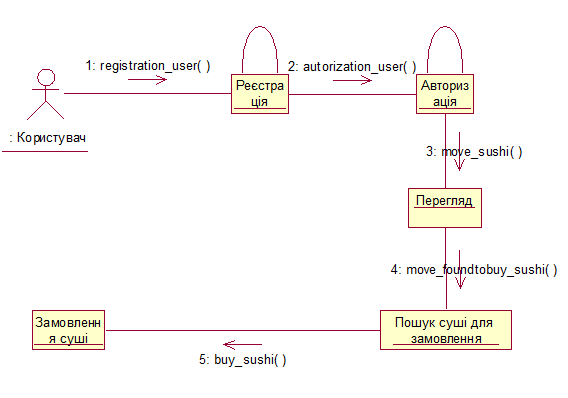 1: registration_user( )
2: autorization_user( )
Реєстра
ція
Авториз
ація
: Користувач
3: move_sushi( )
Перегляд
4: move_foundtobuy_sushi( )
Замовленн
я суші
Пошук суші для
замовлення
5: buy_sushi( )